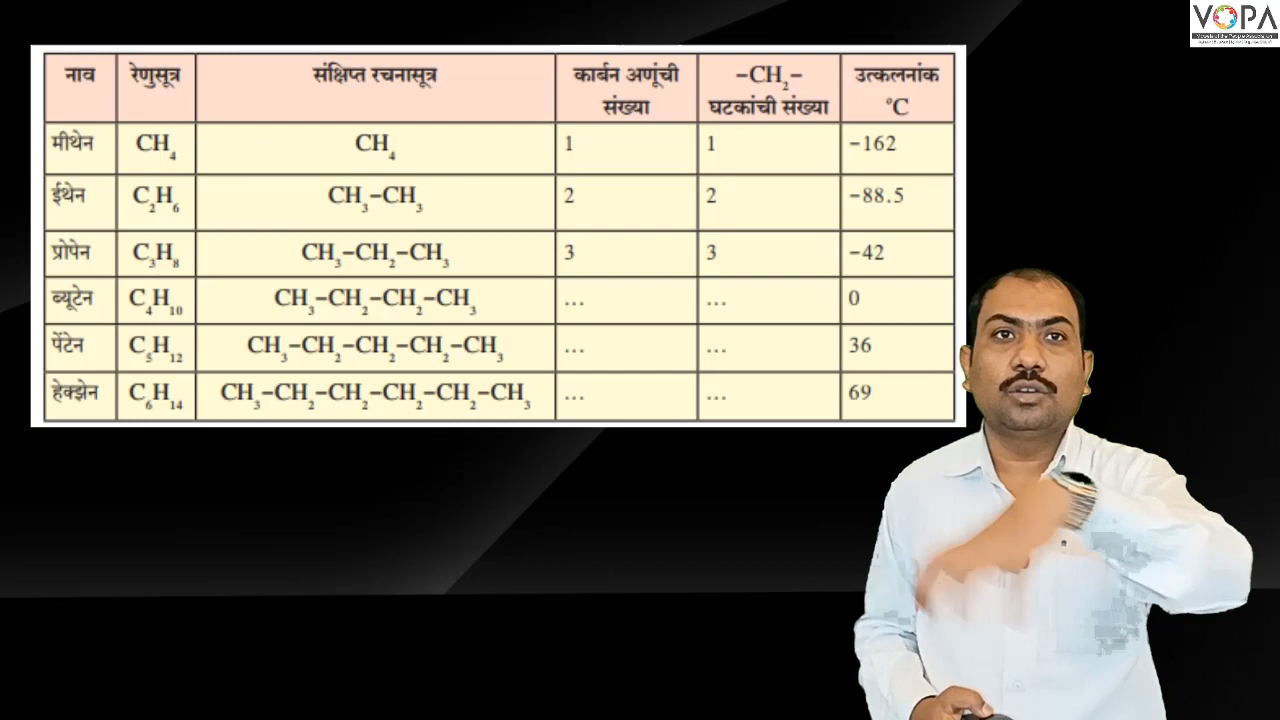 VOPA
नाव रेणुसूत्र संक्षिप्त रचनासूत्र कार्बन अणूंची संख्या −CH₂− घटकांची संख्या उत्कलनांक °C
मीथेन CH₄ CH₄ 1 1 −162
ईथेन C₂H₆ CH₃−CH₃ 2 2 −88.5
प्रोपेन C₃H₈ CH₃−CH₂−CH₃ 3 3 −42
ब्यूटेन C₄H₁₀ CH₃−CH₂−CH₂−CH₃ ... ... 0
पेंटेन C₅H₁₂ CH₃−CH₂−CH₂−CH₂−CH₃ ... ... 36
हेक्झेन C₆H₁₄ CH₃−CH₂−CH₂−CH₂−CH₂−CH₃ ... ... 69